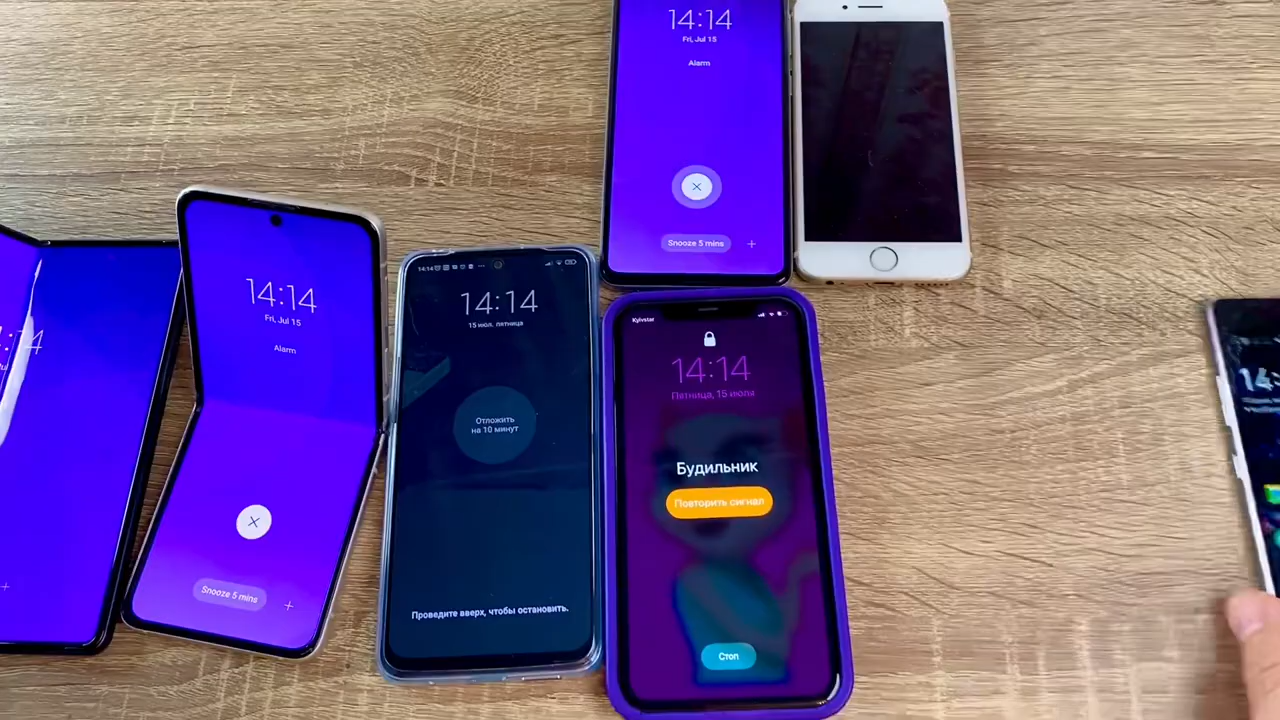 14:14
Fri, Jul 15
Alarm
Snooze 5 mins
14:14
Fri, Jul 15
Alarm
Snooze 5 mins
14:14
14:14
15 июл. пятница
Отложить
на 10 минут
Проведите вверх, чтобы остановить.
Kyivstar
14:14
Пятница, 15 июля
Будильник
Повторить сигнал
Стоп